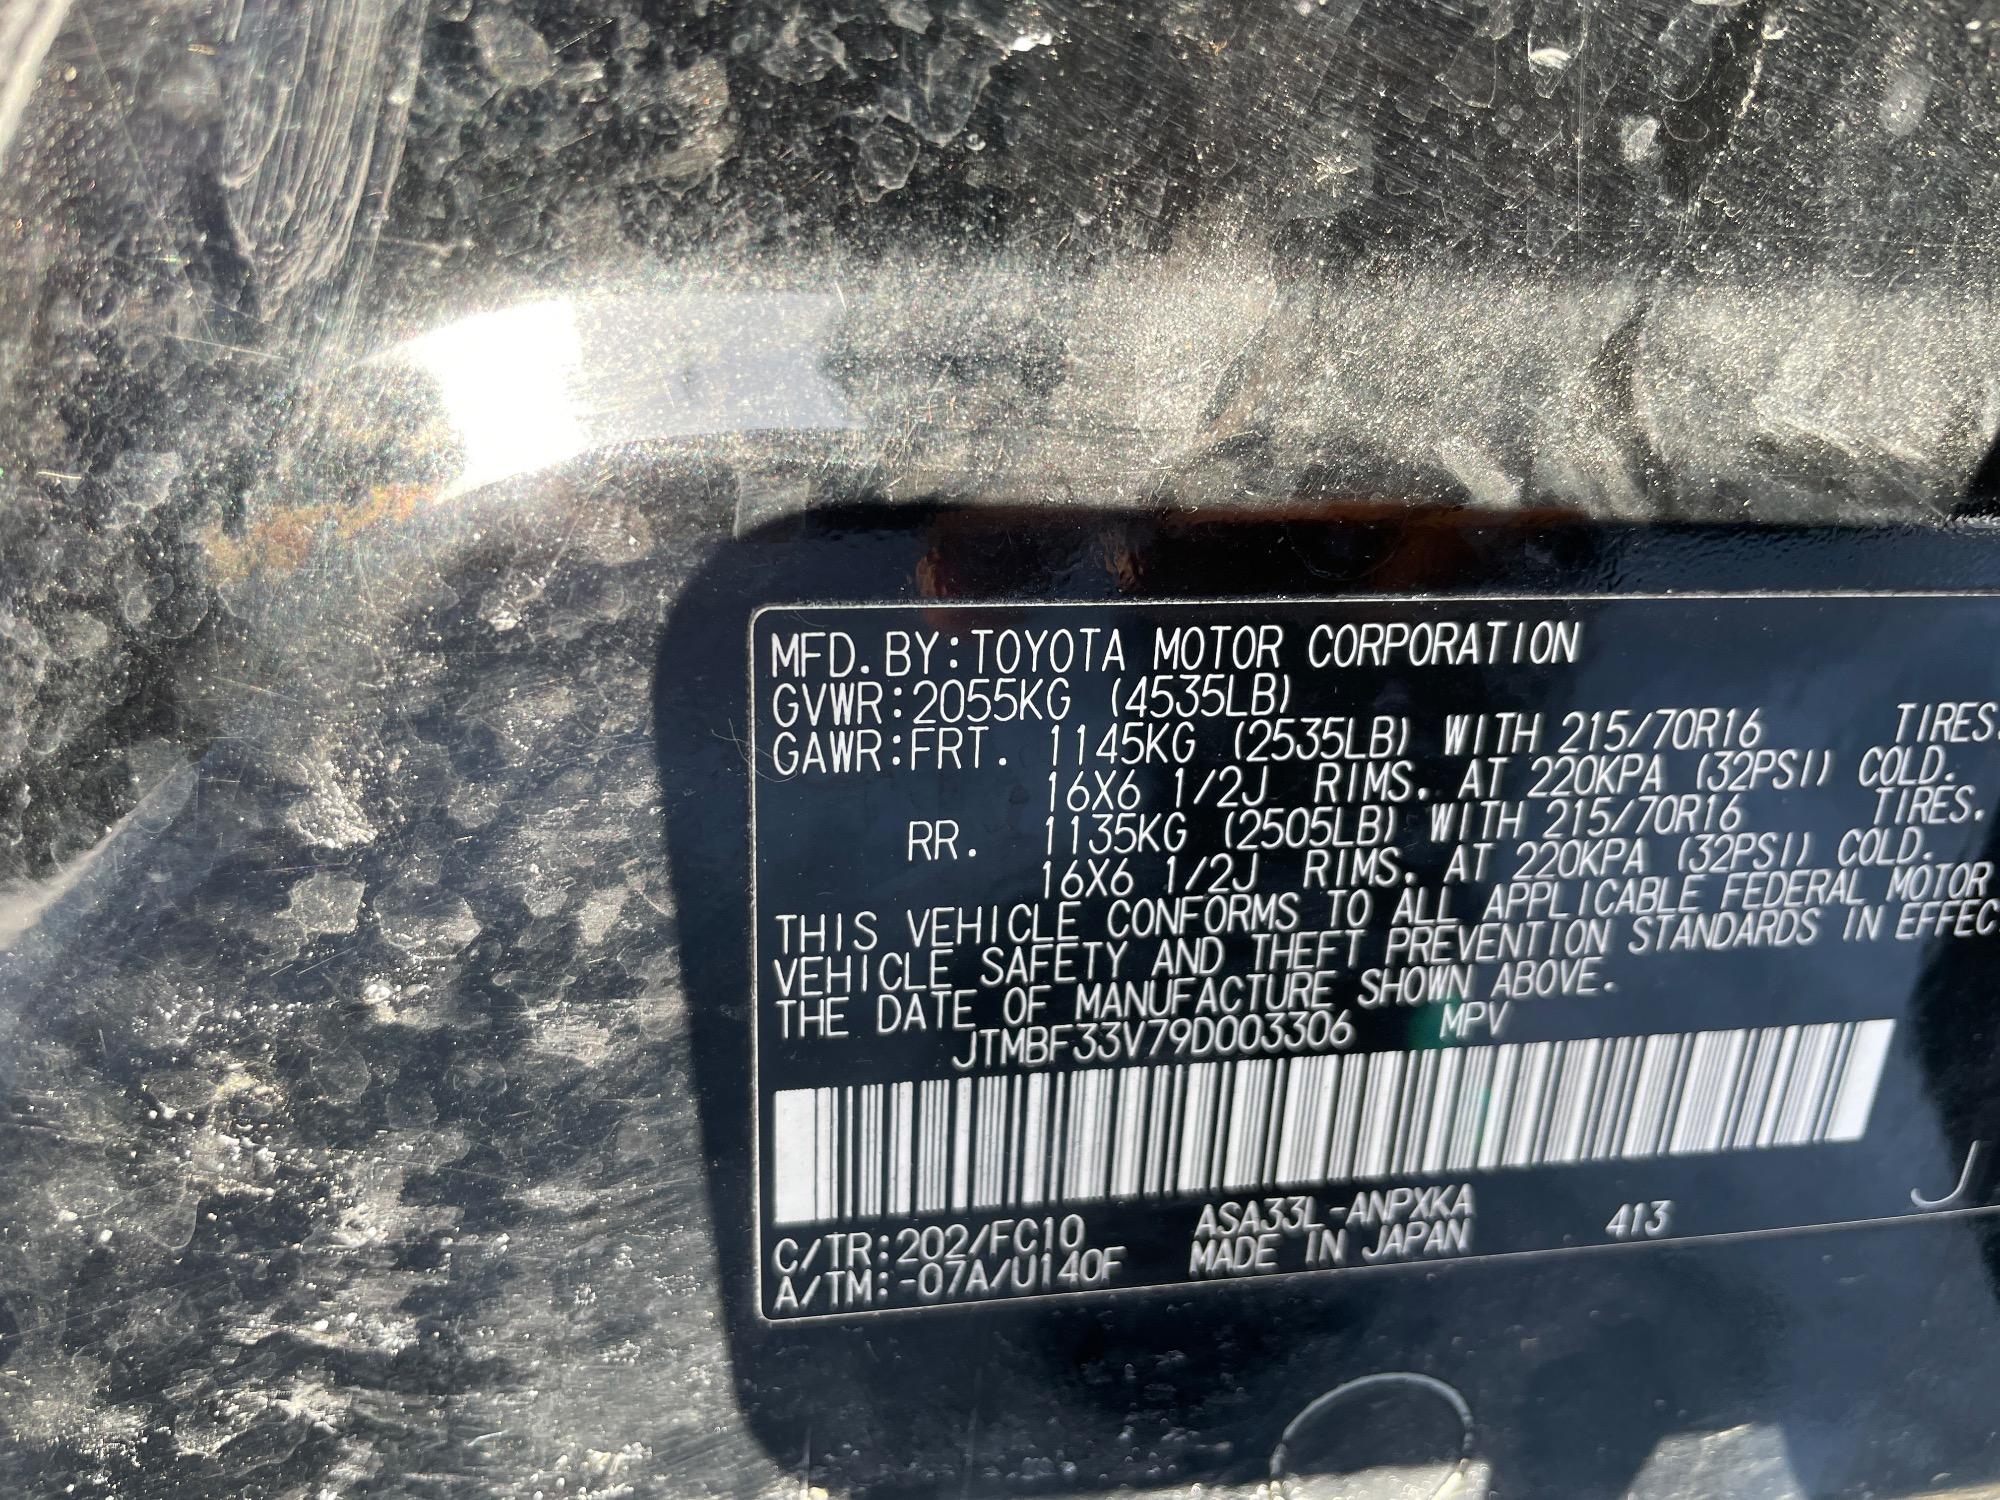 MFD. BY:TOYOTA MOTOR CORPORATION
GVWR:2055KG (4535LB)
GAWR:FRT. 1145KG (2535LB) WITH 215/70R16 TIRES.
16X6 1/2J RIMS. AT 220KPA (32PSI) COLD.
RR. 1135KG (2505LB) WITH 215/70R16 TIRES.
16X6 1/2J RIMS. AT 220KPA (32PSI) COLD.
THIS VEHICLE CONFORMS TO ALL APPLICABLE FEDERAL MOTOR
VEHICLE SAFETY AND THEFT PREVENTION STANDARDS IN EFFEC
THE DATE OF MANUFACTURE SHOWN ABOVE.
JTMBF33V79D003306 MPV
C/TR:202/FC10 ASA33L-ANPXKA 413 J
A/TM:-07A/U140F MADE IN JAPAN